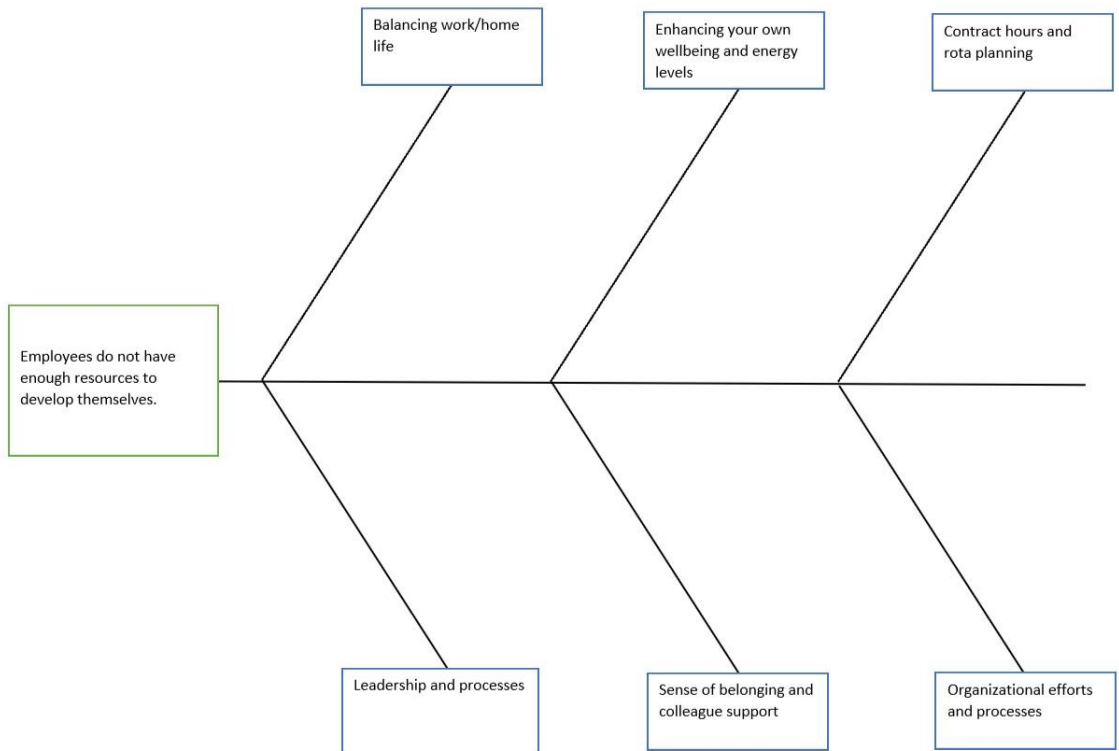 Balancing work/home
life
Enhancing your own
wellbeing and energy
levels
Contract hours and
rota planning
Employees do not have
enough resources to
develop themselves.
Leadership and processes
Sense of belonging and
colleague support
Organizational efforts
and processes